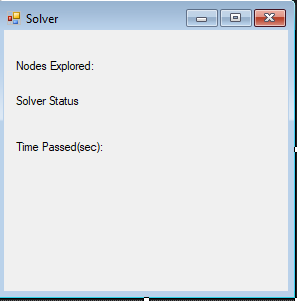 Solver
Nodes Explored:
Solver Status
Time Passed(sec):